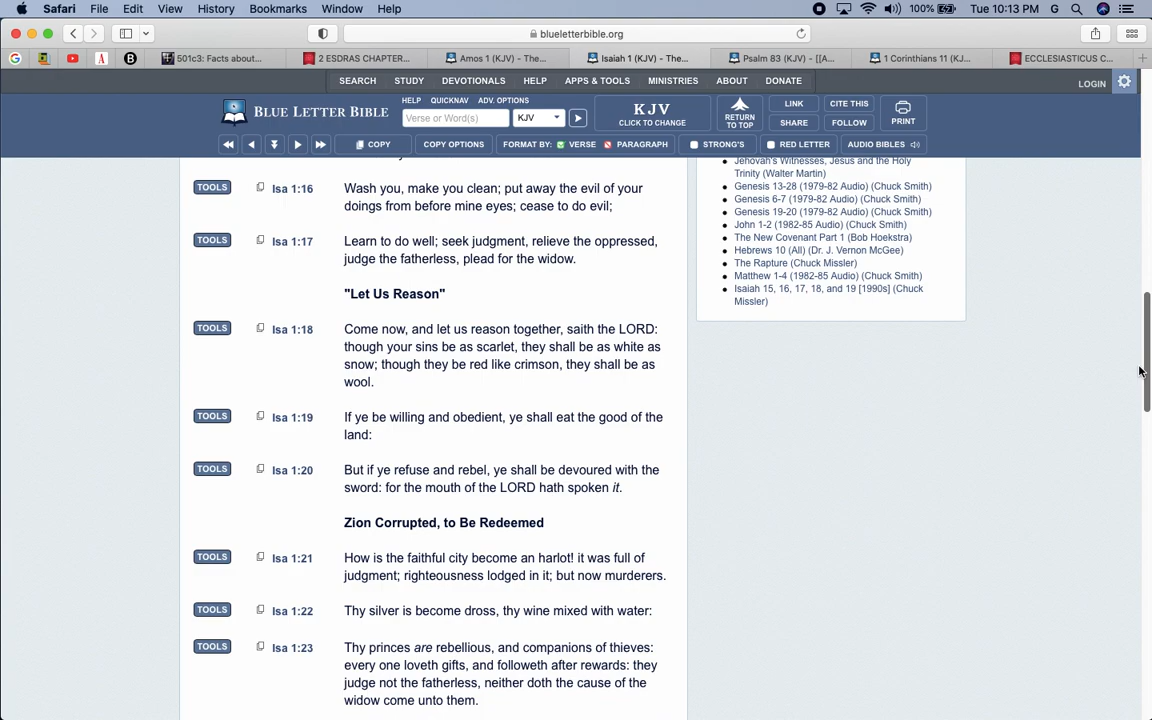 Safari File Edit View History Bookmarks Window Help 100% Tue 10:13 PM G
blueletterbible.org
501c3: Facts about... 2 ESDRAS CHAPTER... Amos 1 (KJV) - The... Isaiah 1 (KJV) - The... Psalm 83 (KJV) - [[A... 1 Corinthians 11 (KJ... ECCLESIASTICUS C...
SEARCH STUDY DEVOTIONALS HELP APPS & TOOLS MINISTRIES ABOUT DONATE LOGIN
HELP QUICKNAV ADV. OPTIONS
BLUE LETTER BIBLE
Verse or Word(s) KJV
KJV
CLICK TO CHANGE
RETURN
TO TOP
LINK CITE THIS
SHARE FOLLOW
PRINT
COPY COPY OPTIONS FORMAT BY: VERSE PARAGRAPH STRONG'S RED LETTER AUDIO BIBLES
TOOLS Isa 1:16 Wash you, make you clean; put away the evil of your
doings from before mine eyes; cease to do evil;
TOOLS Isa 1:17 Learn to do well; seek judgment, relieve the oppressed,
judge the fatherless, plead for the widow.
"Let Us Reason"
TOOLS Isa 1:18 Come now, and let us reason together, saith the LORD:
though your sins be as scarlet, they shall be as white as
snow; though they be red like crimson, they shall be as
wool.
TOOLS Isa 1:19 If ye be willing and obedient, ye shall eat the good of the
land:
TOOLS Isa 1:20 But if ye refuse and rebel, ye shall be devoured with the
sword: for the mouth of the LORD hath spoken it.
Zion Corrupted, to Be Redeemed
TOOLS Isa 1:21 How is the faithful city become an harlot! it was full of
judgment; righteousness lodged in it; but now murderers.
TOOLS Isa 1:22 Thy silver is become dross, thy wine mixed with water:
TOOLS Isa 1:23 Thy princes are rebellious, and companions of thieves:
every one loveth gifts, and followeth after rewards: they
judge not the fatherless, neither doth the cause of the
widow come unto them.
Jehovah's Witnesses, Jesus and the Holy
Trinity (Walter Martin)
Genesis 13-28 (1979-82 Audio) (Chuck Smith)
Genesis 6-7 (1979-82 Audio) (Chuck Smith)
Genesis 19-20 (1979-82 Audio) (Chuck Smith)
John 1-2 (1982-85 Audio) (Chuck Smith)
The New Covenant Part 1 (Bob Hoekstra)
Hebrews 10 (All) (Dr. J. Vernon McGee)
The Rapture (Chuck Missler)
Matthew 1-4 (1982-85 Audio) (Chuck Smith)
Isaiah 15, 16, 17, 18, and 19 [1990s] (Chuck
Missler)